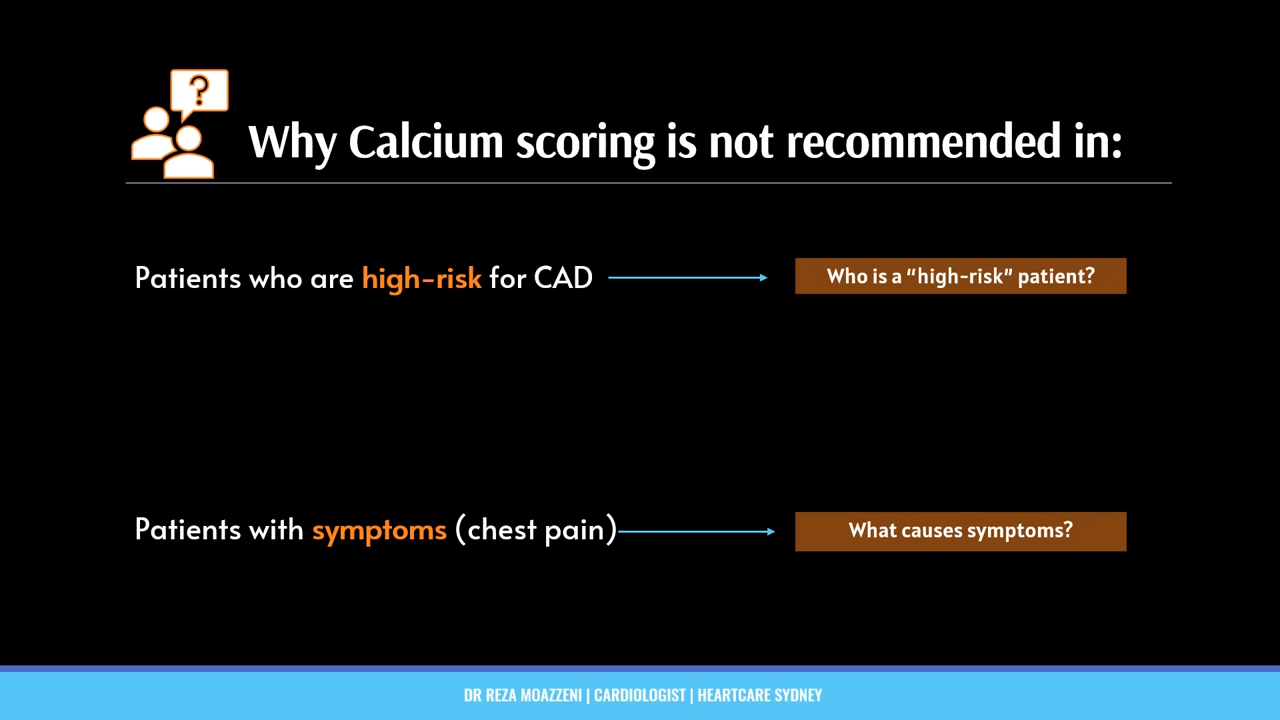 ?
Why Calcium scoring is not recommended in:
Patients who are high-risk for CAD
Who is a "high-risk" patient?
Patients with symptoms (chest pain)
What causes symptoms?
DR REZA MOAZZENI | CARDIOLOGIST | HEARTCARE SYDNEY